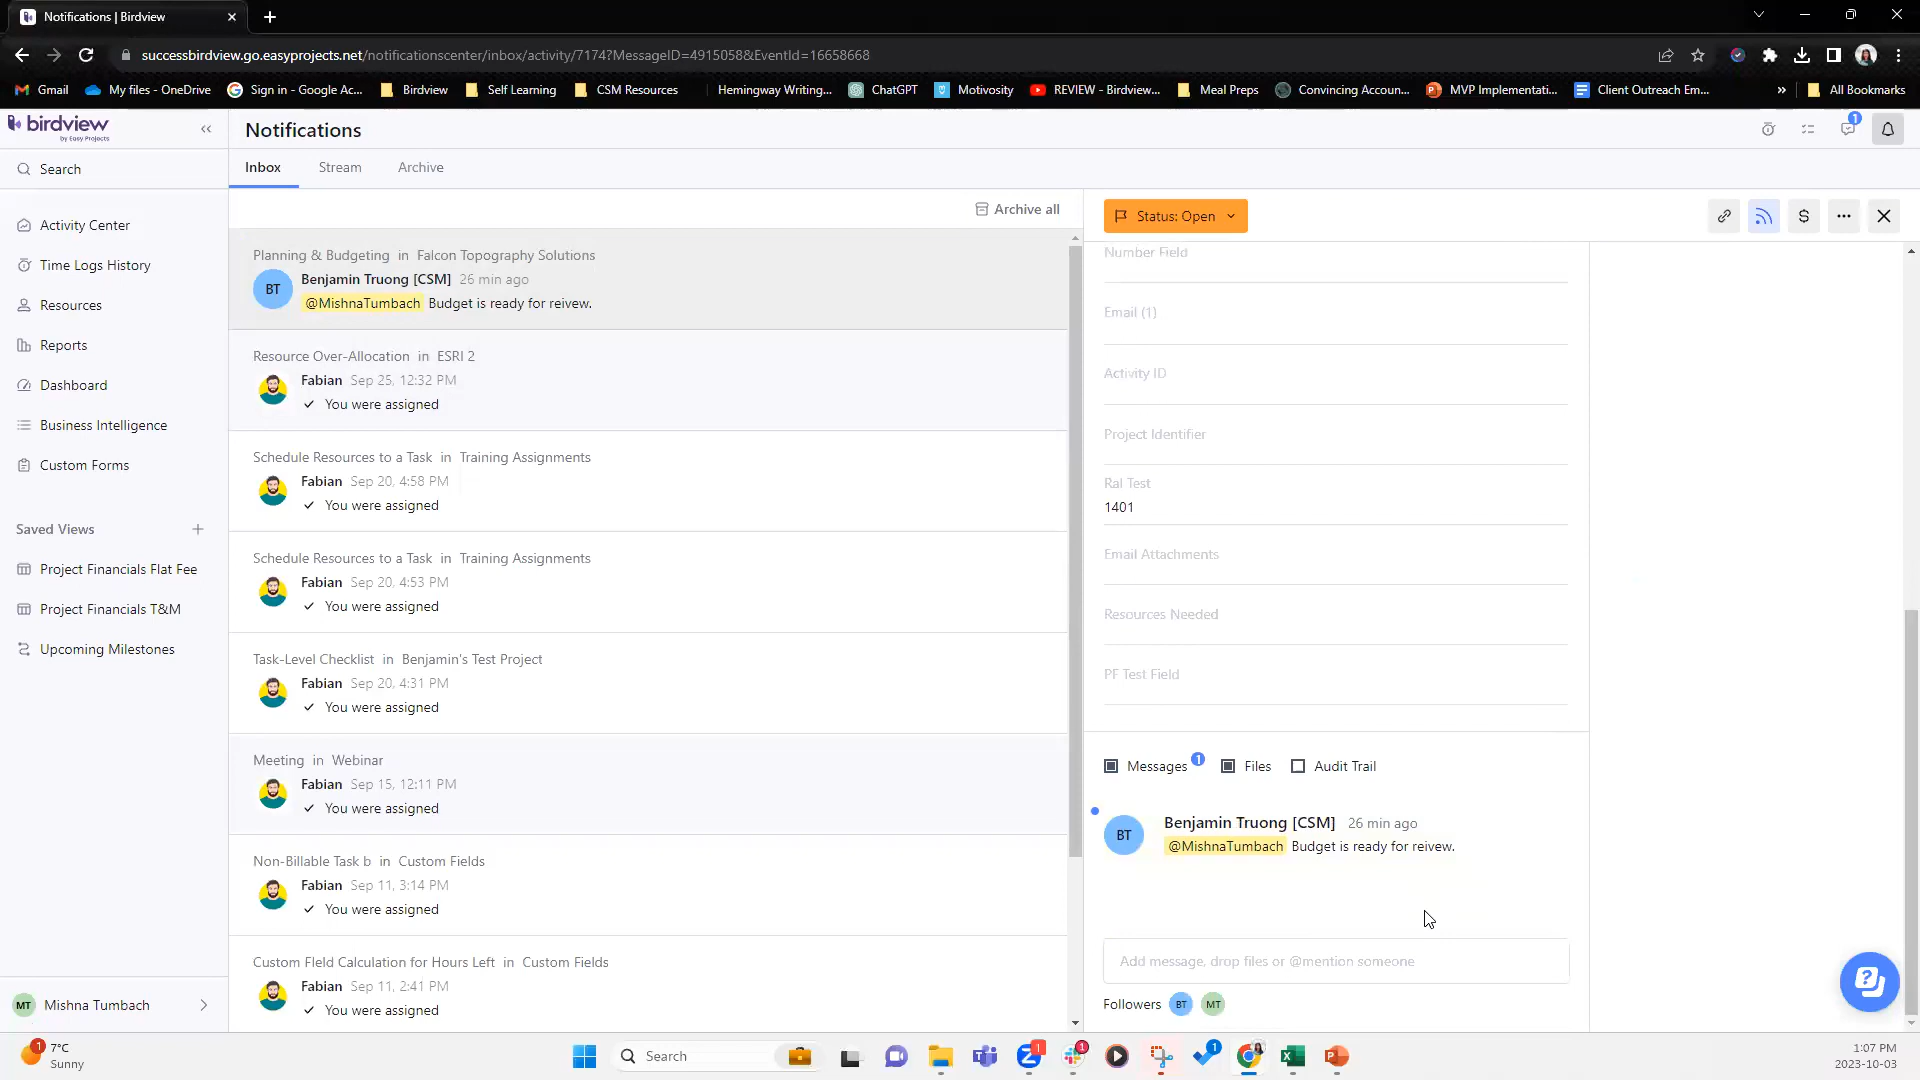 Notifications | Birdview
successbirdview.go.easyprojects.net/notificationscenter/inbox/activity/7174?MessageID=4915058&EventId=16658668
Gmail
My files - OneDrive
Sign in - Google Ac...
Birdview
Self Learning
CSM Resources
Hemingway Writing...
ChatGPT
Motivosity
REVIEW - Birdview...
Meal Preps
Convincing Accoun...
MVP Implementati...
Client Outreach Em...
»
All Bookmarks
birdview
by Easy Projects
Notifications
1
Search
Inbox
Stream
Archive
Activity Center
Time Logs History
Resources
Reports
Dashboard
Business Intelligence
Custom Forms
Saved Views
Project Financials Flat Fee
Project Financials T&M
Upcoming Milestones
MT Mishna Tumbach
Archive all
Planning & Budgeting in Falcon Topography Solutions
BT
Benjamin Truong [CSM] 26 min ago
@MishnaTumbach Budget is ready for reivew.
Resource Over-Allocation in ESRI 2
Fabian Sep 25, 12:32 PM
You were assigned
Schedule Resources to a Task in Training Assignments
Fabian Sep 20, 4:58 PM
You were assigned
Schedule Resources to a Task in Training Assignments
Fabian Sep 20, 4:53 PM
You were assigned
Task-Level Checklist in Benjamin's Test Project
Fabian Sep 20, 4:31 PM
You were assigned
Meeting in Webinar
Fabian Sep 15, 12:11 PM
You were assigned
Non-Billable Task b in Custom Fields
Fabian Sep 11, 3:14 PM
You were assigned
Custom FIeld Calculation for Hours Left in Custom Fields
Fabian Sep 11, 2:41 PM
You were assigned
Status: Open
$
Number Field
Email (1)
Activity ID
Project Identifier
Ral Test
1401
Email Attachments
Resources Needed
PF Test Field
Messages 1
Files
Audit Trail
BT
Benjamin Truong [CSM] 26 min ago
@MishnaTumbach Budget is ready for reivew.
Add message, drop files or @mention someone
Followers BT MT
1
7°C
Sunny
Search
1
1
1
1:07 PM
2023-10-03